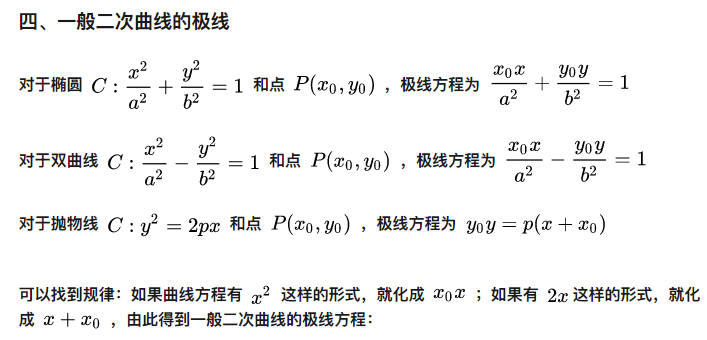 四、一般二次曲线的极线
对于椭圆 $C:\frac{x^2}{a^2}+\frac{y^2}{b^2}=1$ 和点 $P(x_0,y_0)$ ，极线方程为 $\frac{x_0x}{a^2}+\frac{y_0y}{b^2}=1$
对于双曲线 $C:\frac{x^2}{a^2}-\frac{y^2}{b^2}=1$ 和点 $P(x_0,y_0)$ ，极线方程为 $\frac{x_0x}{a^2}-\frac{y_0y}{b^2}=1$
对于抛物线 $C:y^2=2px$ 和点 $P(x_0,y_0)$ ，极线方程为 $y_0y=p(x+x_0)$
可以找到规律：如果曲线方程有 $x^2$ 这样的形式，就化成 $x_0x$ ；如果有 $2x$ 这样的形式，就化
成 $x+x_0$ ，由此得到一般二次曲线的极线方程：